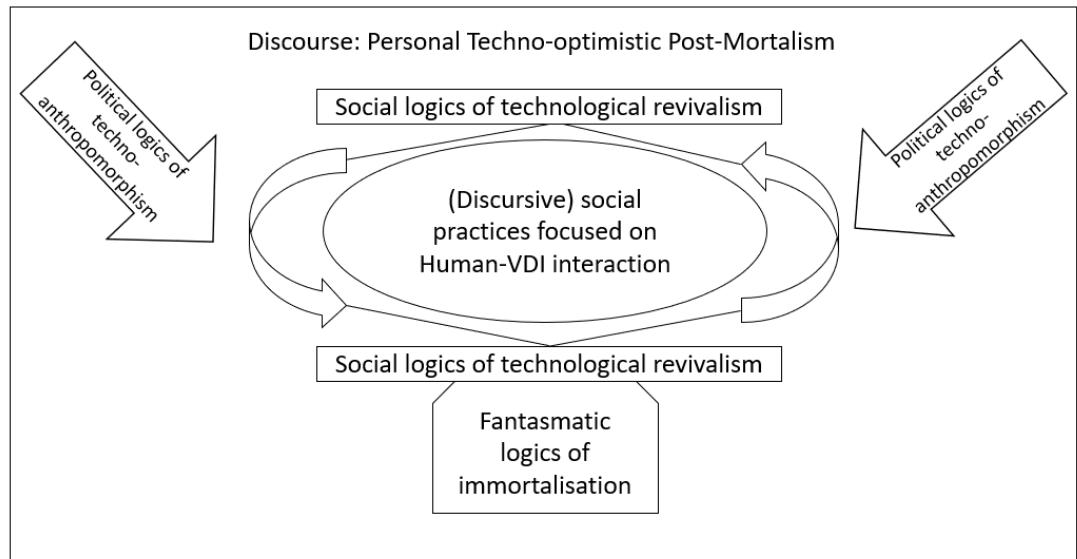 Discourse: Personal Techno-optimistic Post-Mortalism
Political logics of
techno-
anthropomorphism
Political logics of
techno-
anthropomorphism
Social logics of technological revivalism
(Discursive) social
practices focused on
Human-VDI interaction
Social logics of technological revivalism
Fantasmatic
logics of
immortalisation